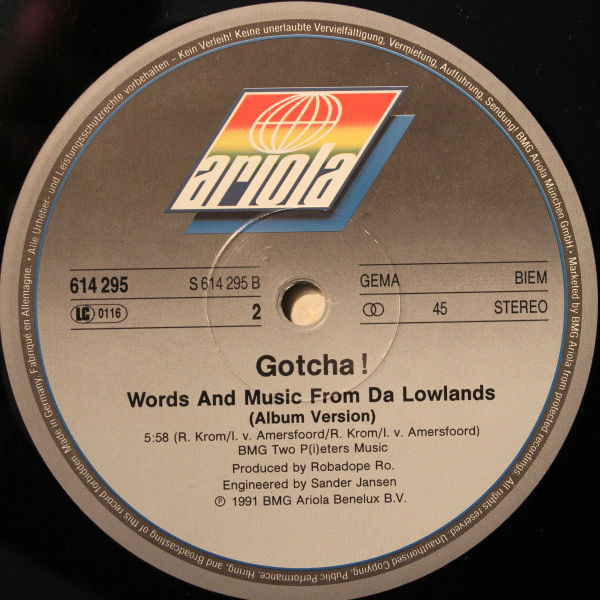 ariola
614 295
S 614 295 B
GEMA
BIEM
LC 0116
2
45
STEREO
Gotcha !
Words And Music From Da Lowlands
(Album Version)
5:58 (R. Krom/I. v. Amersfoord/R. Krom/I. v. Amersfoord)
BMG Two P(i)eters Music
Produced by Robadope Ro.
Engineered by Sander Jansen
℗ 1991 BMG Ariola Benelux B.V.
Alle Urheber- und Leistungsschutzrechte vorbehalten – Kein Verleih! Keine unerlaubte Vervielfältigung, Vermietung, Aufführung, Sendung! BMG Ariola München GmbH • Marketed by BMG Ariola from protected recordings. All rights reserved. Unauthorised Copying, Public Performance, Hiring, and Broadcasting of this record forbidden. Made in Germany. Fabriqué en Allemagne. •